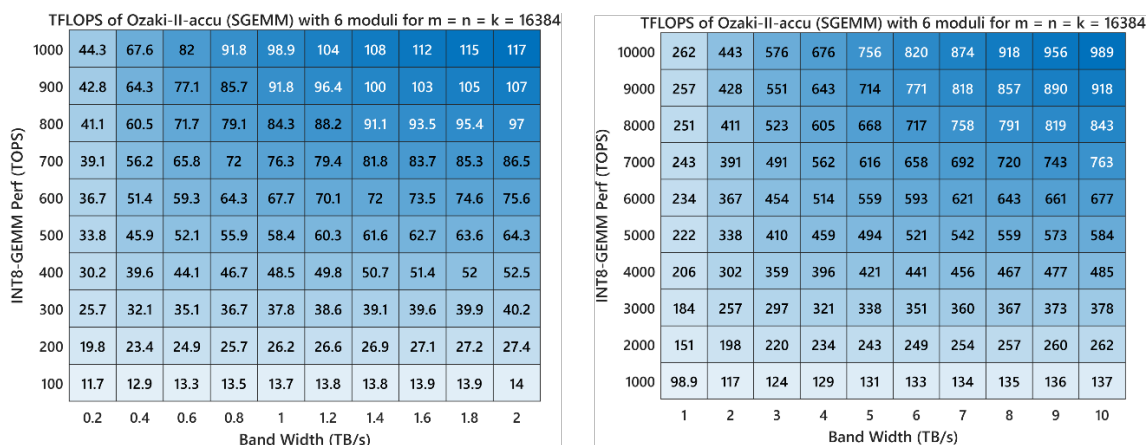 TFLOPS of Ozaki-II-accu (SGEMM) with 6 moduli for m = n = k = 16384
INT8-GEMM Perf (TOPS)
1000 44.3 67.6 82 91.8 98.9 104 108 112 115 117
900 42.8 64.3 77.1 85.7 91.8 96.4 100 103 105 107
800 41.1 60.5 71.7 79.1 84.3 88.2 91.1 93.5 95.4 97
700 39.1 56.2 65.8 72 76.3 79.4 81.8 83.7 85.3 86.5
600 36.7 51.4 59.3 64.3 67.7 70.1 72 73.5 74.6 75.6
500 33.8 45.9 52.1 55.9 58.4 60.3 61.6 62.7 63.6 64.3
400 30.2 39.6 44.1 46.7 48.5 49.8 50.7 51.4 52 52.5
300 25.7 32.1 35.1 36.7 37.8 38.6 39.1 39.6 39.9 40.2
200 19.8 23.4 24.9 25.7 26.2 26.6 26.9 27.1 27.2 27.4
100 11.7 12.9 13.3 13.5 13.7 13.8 13.8 13.9 13.9 14
0.2 0.4 0.6 0.8 1 1.2 1.4 1.6 1.8 2
Band Width (TB/s)
TFLOPS of Ozaki-II-accu (SGEMM) with 6 moduli for m = n = k = 16384
INT8-GEMM Perf (TOPS)
10000 262 443 576 676 756 820 874 918 956 989
9000 257 428 551 643 714 771 818 857 890 918
8000 251 411 523 605 668 717 758 791 819 843
7000 243 391 491 562 616 658 692 720 743 763
6000 234 367 454 514 559 593 621 643 661 677
5000 222 338 410 459 494 521 542 559 573 584
4000 206 302 359 396 421 441 456 467 477 485
3000 184 257 297 321 338 351 360 367 373 378
2000 151 198 220 234 243 249 254 257 260 262
1000 98.9 117 124 129 131 133 134 135 136 137
1 2 3 4 5 6 7 8 9 10
Band Width (TB/s)